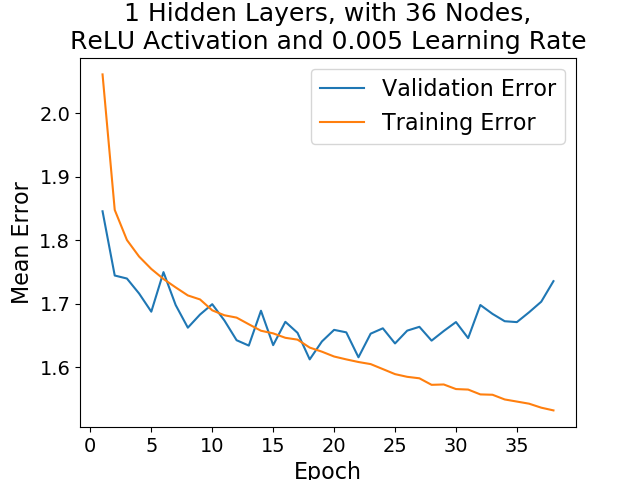 1 Hidden Layers, with 36 Nodes,
ReLU Activation and 0.005 Learning Rate
Validation Error
Training Error
Mean Error
2.0
1.9
1.8
1.7
1.6
0 5 10 15 20 25 30 35
Epoch